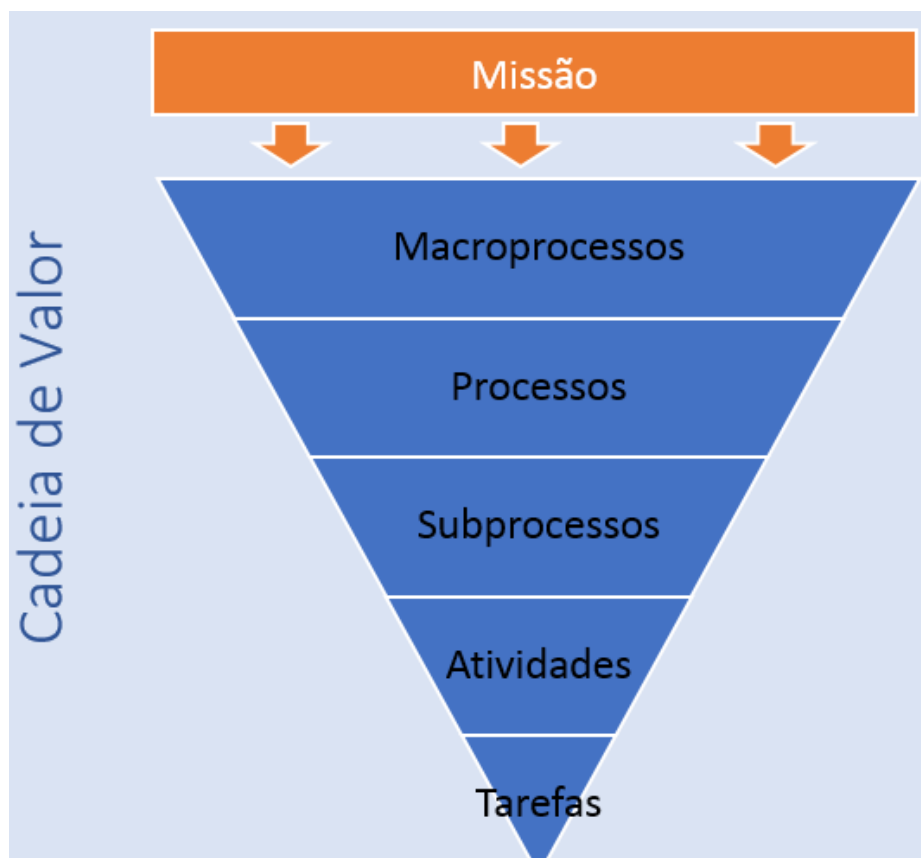 Missão
Cadeia de Valor
Macroprocessos
Processos
Subprocessos
Atividades
Tarefas